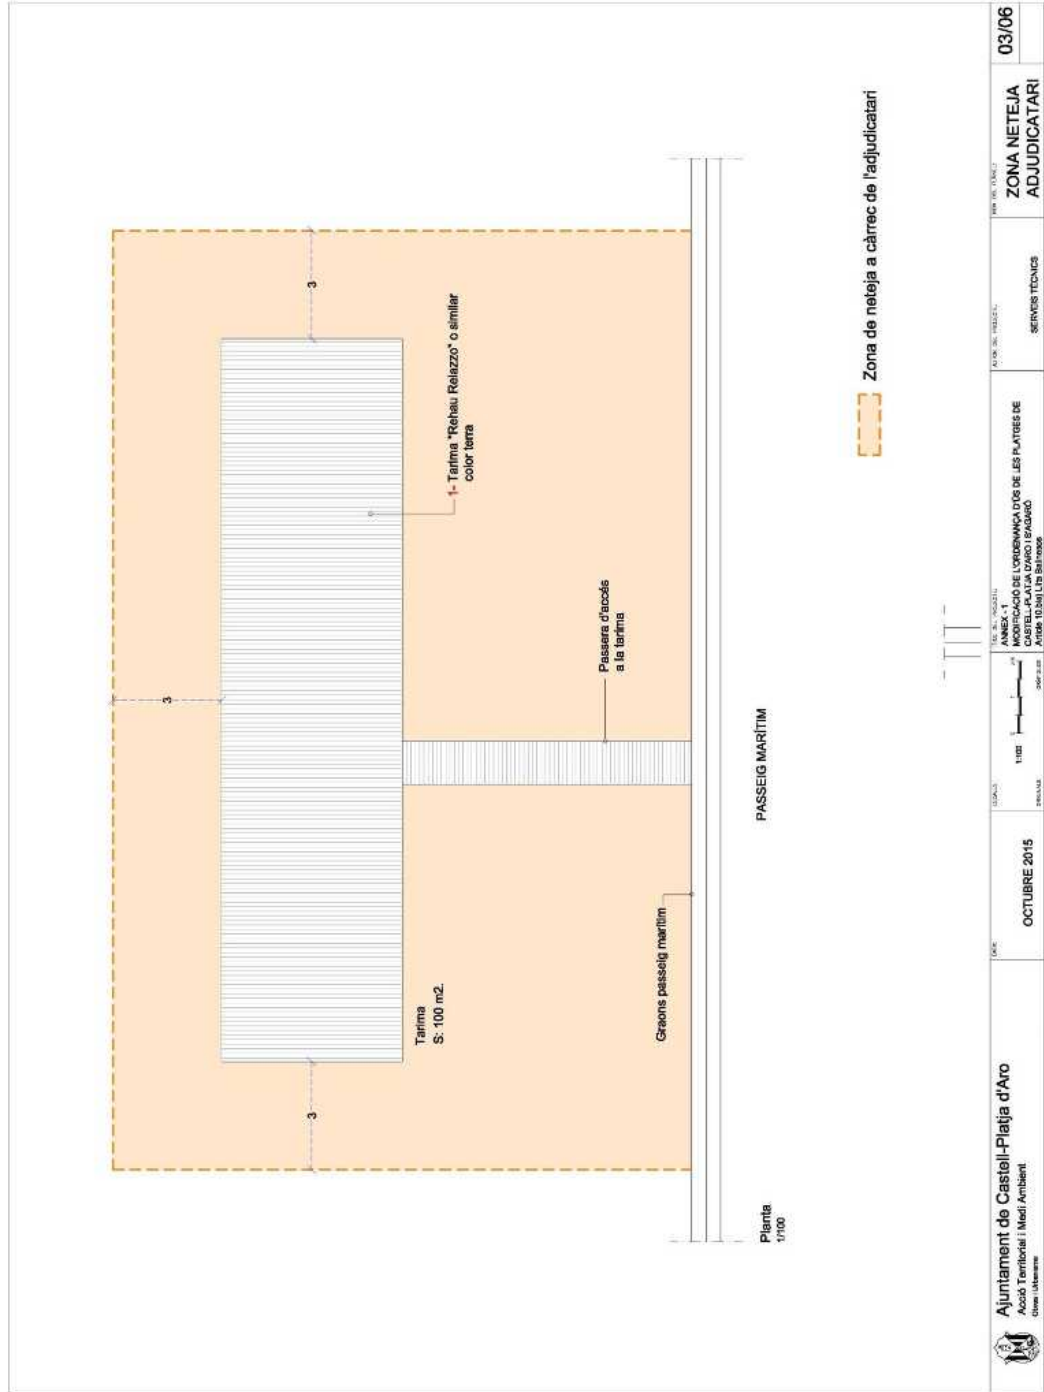 3
3
3
1- Tarima "Rehau Relazzo" o similar
color terra
Tarima
S: 100 m2.
Passera d'accés
a la tarima
Graons passeig marítim
PASSEIG MARÍTIM
Planta
1/100
Zona de neteja a càrrec de l'adjudicatari
Ajuntament de Castell-Platja d'Aro
Acció Territorial i Medi Ambient
Obres i Urbanisme
OCTUBRE 2015
1:100
ANNEX - 1
MODIFICACIÓ DE L'ORDENANÇA D'ÚS DE LES PLATGES DE
CASTELL-PLATJA D'ARO I S'AGARÓ
SERVEIS TÈCNICS
ZONA NETEJA
ADJUDICATARI
03/06